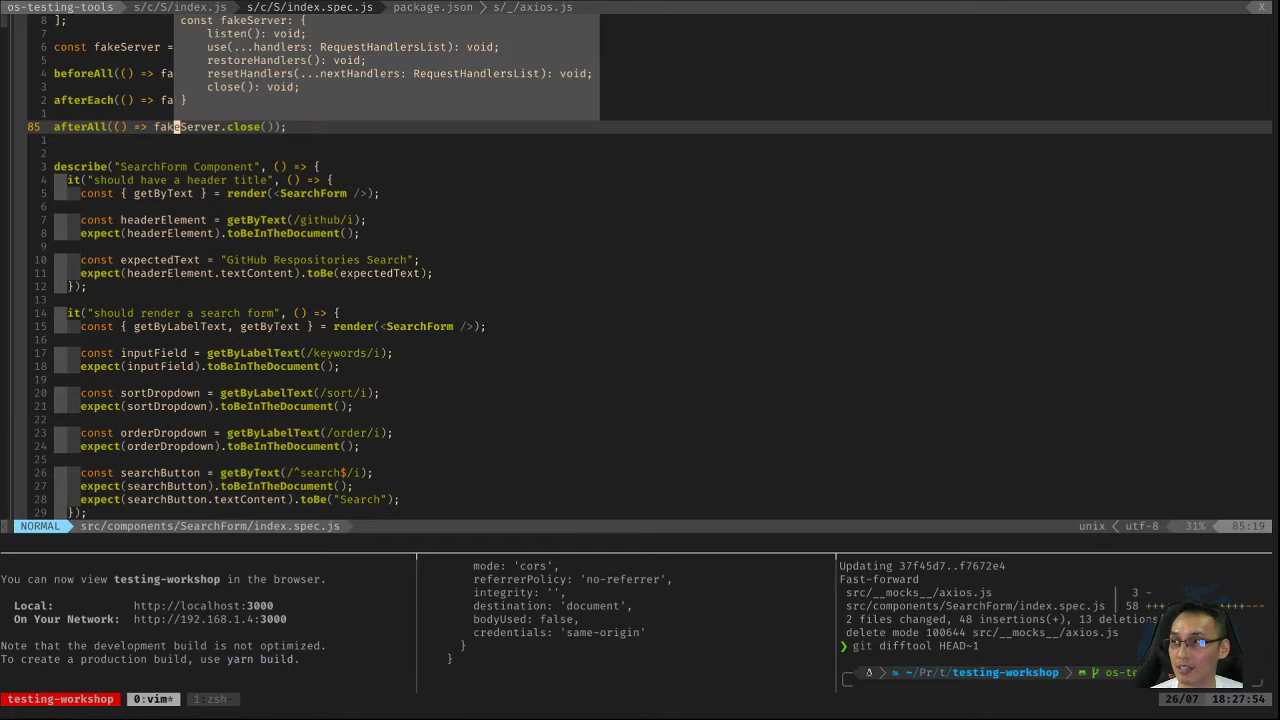 os-testing-tools s/c/S/index.js s/c/S/index.spec.js package.json s/_/axios.js X
8 ];
7
6 const fakeServer =
5
4 beforeAll(() => fa
3
2 afterEach(() => fa
1
85 afterAll(() => fakeServer.close());
const fakeServer: {
listen(): void;
use(...handlers: RequestHandlersList): void;
restoreHandlers(): void;
resetHandlers(...nextHandlers: RequestHandlersList): void;
close(): void;
}
1
2
3 describe("SearchForm Component", () => {
4 it("should have a header title", () => {
5 const { getByText } = render(<SearchForm />);
6
7 const headerElement = getByText(/github/i);
8 expect(headerElement).toBeInTheDocument();
9
10 const expectedText = "GitHub Respositories Search";
11 expect(headerElement.textContent).toBe(expectedText);
12 });
13
14 it("should render a search form", () => {
15 const { getByLabelText, getByText } = render(<SearchForm />);
16
17 const inputField = getByLabelText(/keywords/i);
18 expect(inputField).toBeInTheDocument();
19
20 const sortDropdown = getByLabelText(/sort/i);
21 expect(sortDropdown).toBeInTheDocument();
22
23 const orderDropdown = getByLabelText(/order/i);
24 expect(orderDropdown).toBeInTheDocument();
25
26 const searchButton = getByText(/^search$/i);
27 expect(searchButton).toBeInTheDocument();
28 expect(searchButton.textContent).toBe("Search");
29 });
NORMAL src/components/SearchForm/index.spec.js unix utf-8 31% 85:19
You can now view testing-workshop in the browser.
Local: http://localhost:3000
On Your Network: http://192.168.1.4:3000
Note that the development build is not optimized.
To create a production build, use yarn build.
mode: 'cors',
referrerPolicy: 'no-referrer',
integrity: '',
destination: 'document',
bodyUsed: false,
credentials: 'same-origin'
}
}
Updating 37f45d7..f7672e4
Fast-forward
src/__mocks__/axios.js | 3 -
src/components/SearchForm/index.spec.js | 58 +++---
2 files changed, 48 insertions(+), 13 deletions
delete mode 100644 src/__mocks__/axios.js
❯ git difftool HEAD~1
~/Pr/t/testing-workshop os-te
testing-workshop 0:vim* 1:zsh- 26/07 18:27:54